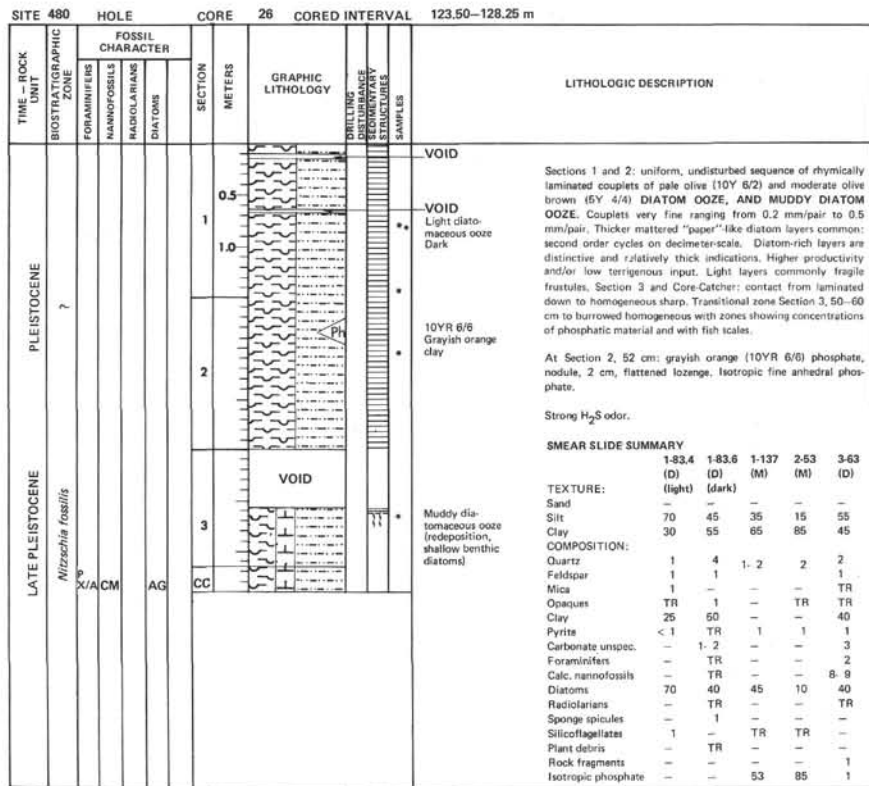 SITE 480 HOLE CORE 26 CORED INTERVAL 123.50–128.25 m
TIME – ROCK UNIT
BIOSTRATIGRAPHIC ZONE
FOSSIL CHARACTER
FORAMINIFERS
NANNOFOSSILS
RADIOLARIANS
DIATOMS
SECTION
METERS
GRAPHIC LITHOLOGY
DRILLING DISTURBANCE
SEDIMENTARY STRUCTURES
SAMPLES
LITHOLOGIC DESCRIPTION
PLEISTOCENE
?
LATE PLEISTOCENE
Nitzschia fossilis
P
X/A CM AG
1
0.5
1.0
2
3
CC
Ph
VOID
VOID
VOID
Light diato-
maceous ooze
Dark
*
*
*
10YR 6/6
Grayish orange
clay
*
*
Muddy dia-
tomaceous ooze
(redeposition,
shallow benthic
diatoms)
Sections 1 and 2: uniform, undisturbed sequence of rhymically
laminated couplets of pale olive (10Y 6/2) and moderate olive
brown (5Y 4/4) DIATOM OOZE, AND MUDDY DIATOM
OOZE. Couplets very fine ranging from 0.2 mm/pair to 0.5
mm/pair. Thicker mattered "paper"-like diatom layers common:
second order cycles on decimeter-scale. Diatom-rich layers are
distinctive and relatively thick indications. Higher productivity
and/or low terrigenous input. Light layers commonly fragile
frustules. Section 3 and Core-Catcher: contact from laminated
down to homogeneous sharp. Transitional zone Section 3, 50–60
cm to burrowed homogeneous with zones showing concentrations
of phosphatic material and with fish scales.
At Section 2, 52 cm: grayish orange (10YR 6/6) phosphate,
nodule, 2 cm, flattened lozenge. Isotropic fine anhedral phos-
phate.
Strong H2S odor.
SMEAR SLIDE SUMMARY
1-83.4 1-83.6 1-137 2-53 3-63
(D) (D) (M) (M) (D)
TEXTURE: (light) (dark)
Sand – – – – –
Silt 70 45 35 15 55
Clay 30 55 65 85 45
COMPOSITION:
Quartz 1 4 1- 2 2 2
Feldspar 1 1 1
Mica 1 – – – TR
Opaques TR 1 – TR TR
Clay 25 50 – – 40
Pyrite < 1 TR 1 1 1
Carbonate unspec. – 1- 2 – – 3
Foraminifers – TR – – 2
Calc. nannofossils – TR – – 8- 9
Diatoms 70 40 45 10 40
Radiolarians – TR – – TR
Sponge spicules – 1 – – –
Silicoflagellates 1 – TR TR –
Plant debris – TR – – –
Rock fragments – – – – 1
Isotropic phosphate – – 53 85 1